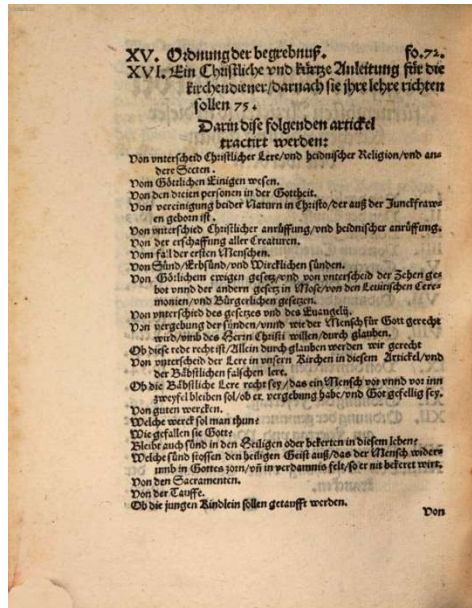 XV. Ordnung der begrebnuß. fo.72.
XVI. Ein Christliche vnd kürtze Anleitung für die
kirchendiener/darnach sie jhre lehre richten
sollen 75.
Darin dise folgenden artickel
tractirt werden:
Von vnterscheid Christlicher Lere/vnd heidnischer Religion/vnd an-
dere Secten.
Vom Göttlichen Einigen wesen.
Von den dreien personen in der Gottheit.
Von vereinigung beider Naturn in Christo/der auß der Junckfraw-
en geborn ist.
Von vnterschied Christlicher anrüffung/vnd heidnischer anrüffung.
Von der erschaffung aller Creaturen.
Vom fall der ersten Menschen.
Von Sünd/Erbsünd/vnd Wircklichen sünden.
Von Götlichem ewigen gesetz/vnd von vnterscheid der Zehen ge-
bot vnnd der andern gesetz in Mose/von den Leuitischen Cere-
monien/vnd Bürgerlichen gesetzen.
Von vnterschied des gesetzes vnd des Euangelij.
Von vergebung der sünden/vnnd wie der Mensch für Gott gerecht
wird/vmb des Herrn Christi willen/durch glauben.
Ob diese rede recht ist/Allein durch glauben werden wir gerecht
Von vnterscheid der Lere in vnsern Kirchen in diesem Artickel/vnd
der Bäbstlichen falschen lere.
Ob die Bäbstliche Lere recht sey/das ein Mensch vor vnnd vor inn
zweyfel bleiben sol/ob er vergebung habe/vnd Got gefellig sey.
Von guten wercken.
Welche werck sol man thun:
Wie gefallen sie Gott:
Bleibt auch sünd in den Heiligen oder bekerten in diesem leben:
Welche sünd stossen den heiligen Geist auß/das der Mensch wider-
umb in Gottes zorn/vñ in verdamnis felt/so er nit bekeret wirt.
Von den Sacramenten.
Von der Tauffe.
Ob die jungen Kindlein sollen getaufft werden.
Von